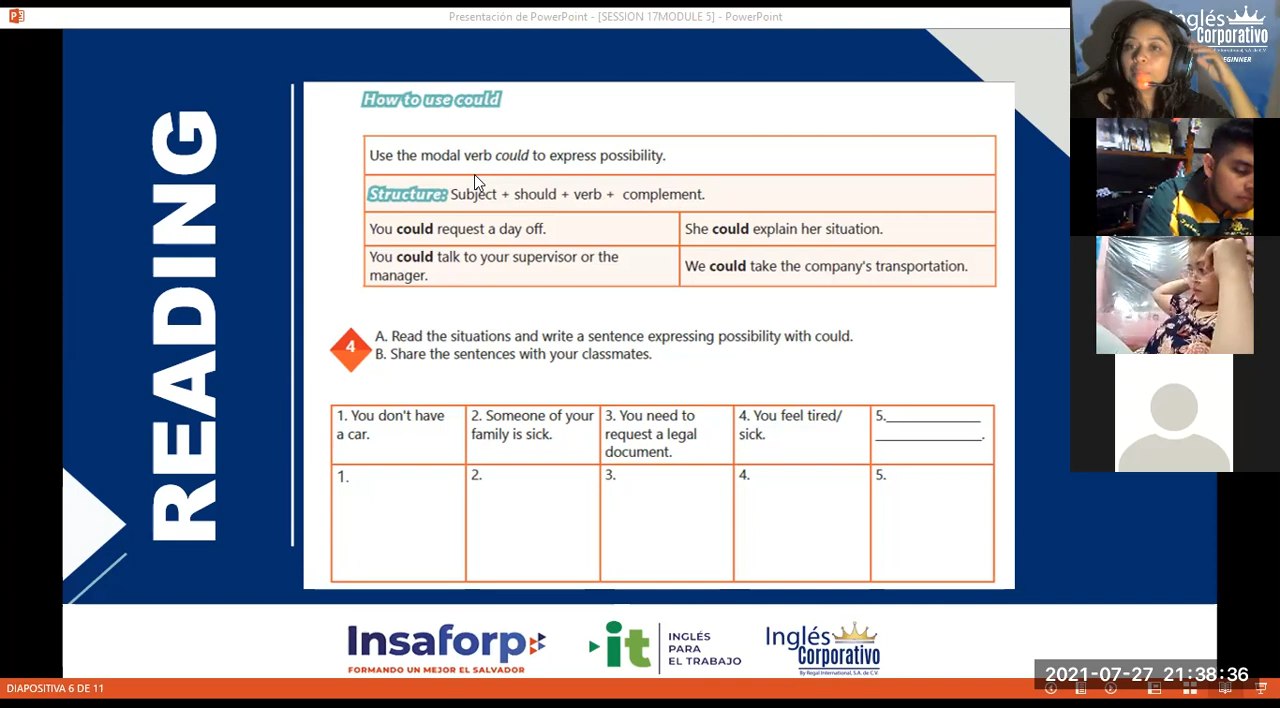 Presentación de PowerPoint - [SESSION 17MODULE 5] - PowerPoint
Inglés
Corporativo
EGINNER
READING
How to use could
Use the modal verb could to express possibility.
Structure: Subject + should + verb + complement.
You could request a day off.
She could explain her situation.
You could talk to your supervisor or the
manager.
We could take the company's transportation.
4
A. Read the situations and write a sentence expressing possibility with could.
B. Share the sentences with your classmates.
1. You don't have
a car.
2. Someone of your
family is sick.
3. You need to
request a legal
document.
4. You feel tired/
sick.
5.______________
________________.
1.
2.
3.
4.
5.
Insaforp
FORMANDO UN MEJOR EL SALVADOR
it
INGLÉS
PARA
EL TRABAJO
Inglés
Corporativo
By Regal International, S.A. de C.V.
2021-07-27 21:38:36
DIAPOSITIVA 6 DE 11